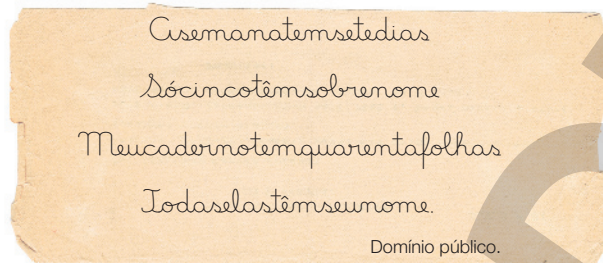 Asemanatemsetedias
Sócincotêmsobrenome
Meucadernotemquarentafolhas
Todaselastêmseunome.
Domínio público.